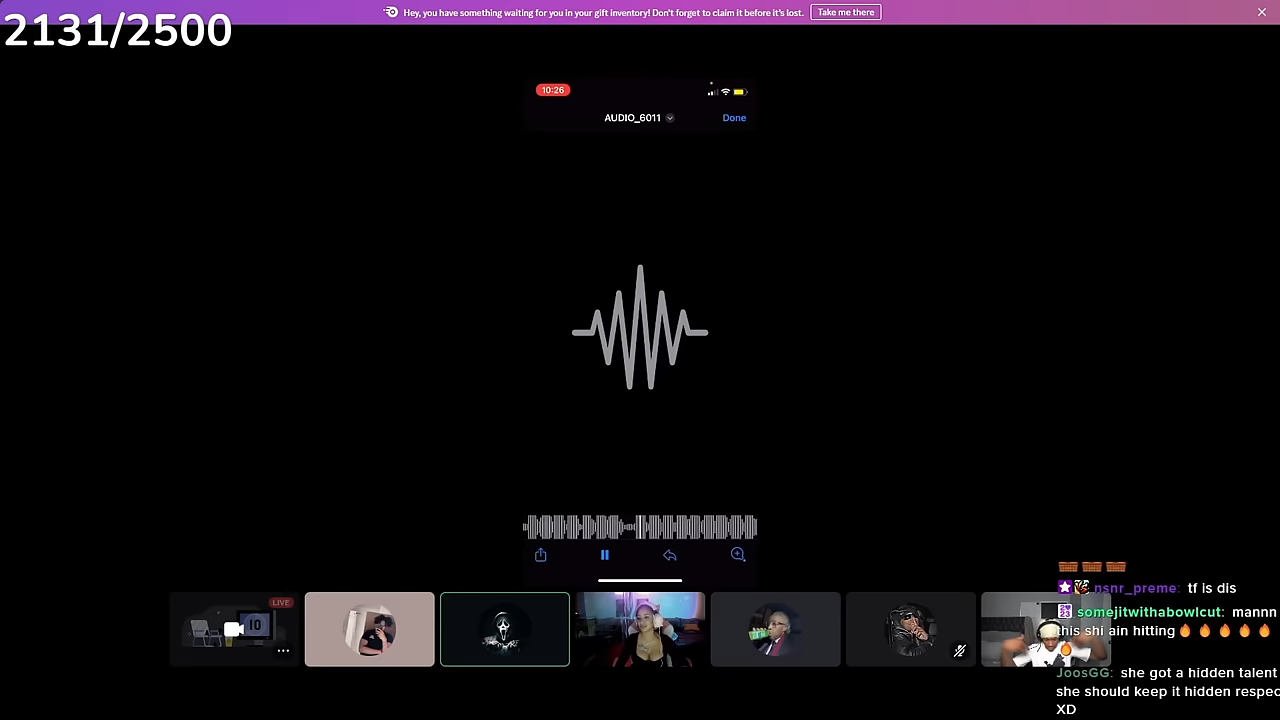 Hey, you have something waiting for you in your gift inventory! Don't forget to claim it before it's lost. Take me there
2131/2500
10:26
AUDIO_6011 Done
LIVE
nsnr_preme: tf is dis
somejitwithabowlcut: mannn
this shi ain hitting🔥🔥🔥🔥🔥
🔥
JoosGG: she got a hidden talent
she should keep it hidden respec
XD